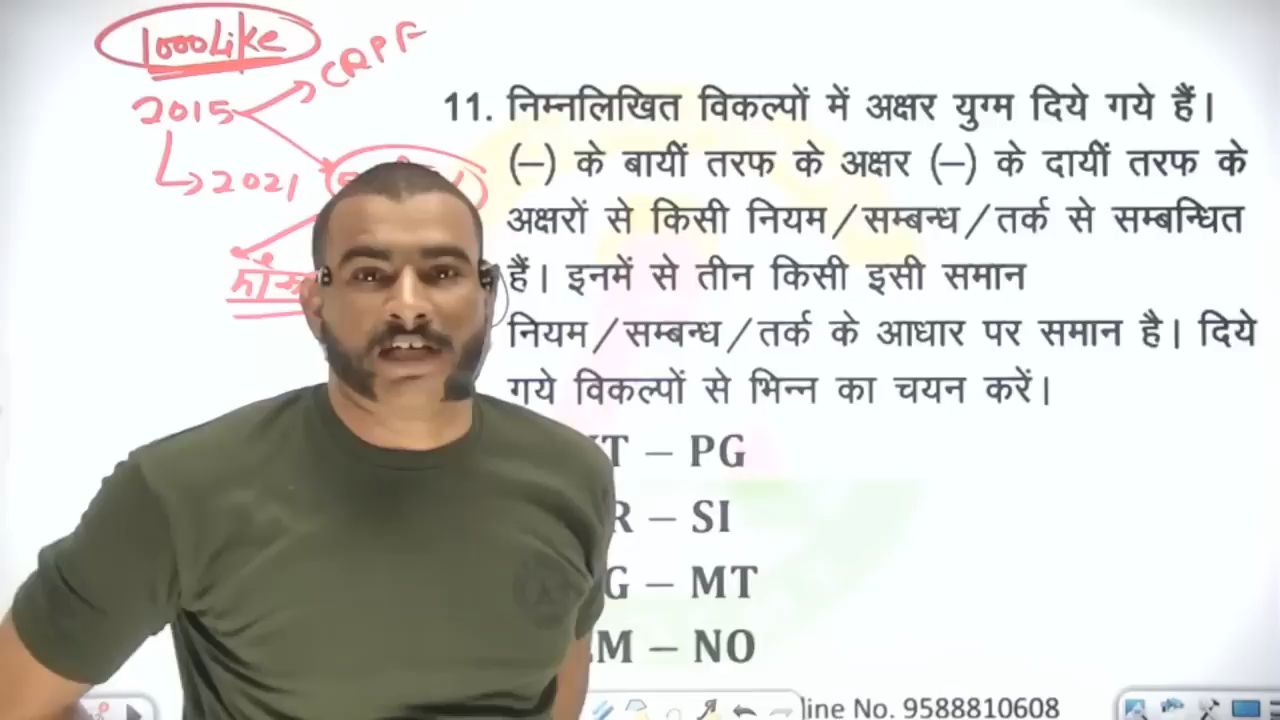 1000 Like
2015
CRPF
2021
11. निम्नलिखित विकल्पों में अक्षर युग्म दिये गये हैं।
(–) के बायीं तरफ के अक्षर (–) के दायीं तरफ के
अक्षरों से किसी नियम/सम्बन्ध/तर्क से सम्बन्धित
हैं। इनमें से तीन किसी इसी समान
नियम/सम्बन्ध/तर्क के आधार पर समान है। दिये
गये विकल्पों से भिन्न का चयन करें।
T – PG
R – SI
G – MT
M – NO
line No. 9588810608